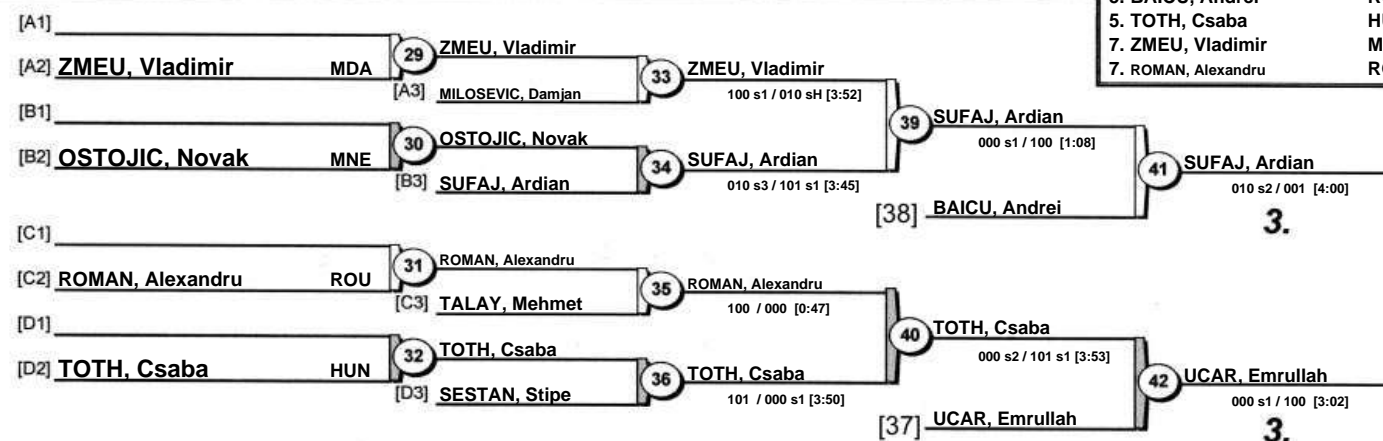 5. TOTH, Csaba HU
7. ZMEU, Vladimir M
7. ROMAN, Alexandru RO
[A1]
[A2] ZMEU, Vladimir MDA
29 ZMEU, Vladimir
[A3] MILOSEVIC, Damjan
33 ZMEU, Vladimir
100 s1 / 010 sH [3:52]
[B1]
[B2] OSTOJIC, Novak MNE
30 OSTOJIC, Novak
[B3] SUFAJ, Ardian
34 SUFAJ, Ardian
010 s3 / 101 s1 [3:45]
39 SUFAJ, Ardian
000 s1 / 100 [1:08]
[38] BAICU, Andrei
41 SUFAJ, Ardian
010 s2 / 001 [4:00]
3.
[C1]
[C2] ROMAN, Alexandru ROU
31 ROMAN, Alexandru
[C3] TALAY, Mehmet
35 ROMAN, Alexandru
100 / 000 [0:47]
[D1]
[D2] TOTH, Csaba HUN
32 TOTH, Csaba
[D3] SESTAN, Stipe
36 TOTH, Csaba
101 / 000 s1 [3:50]
40 TOTH, Csaba
000 s2 / 101 s1 [3:53]
[37] UCAR, Emrullah
42 UCAR, Emrullah
000 s1 / 100 [3:02]
3.